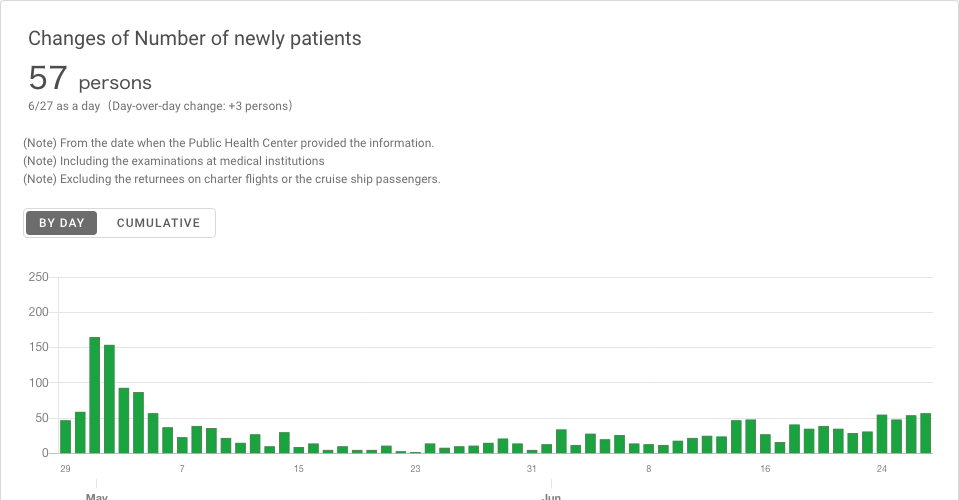 Changes of Number of newly patients
57 persons
6/27 as a day（Day-over-day change: +3 persons）
(Note) From the date when the Public Health Center provided the information.
(Note) Including the examinations at medical institutions
(Note) Excluding the returnees on charter flights or the cruise ship passengers.
BY DAY CUMULATIVE
250
200
150
100
50
0
29 7 15 23 31 8 16 24
May Jun